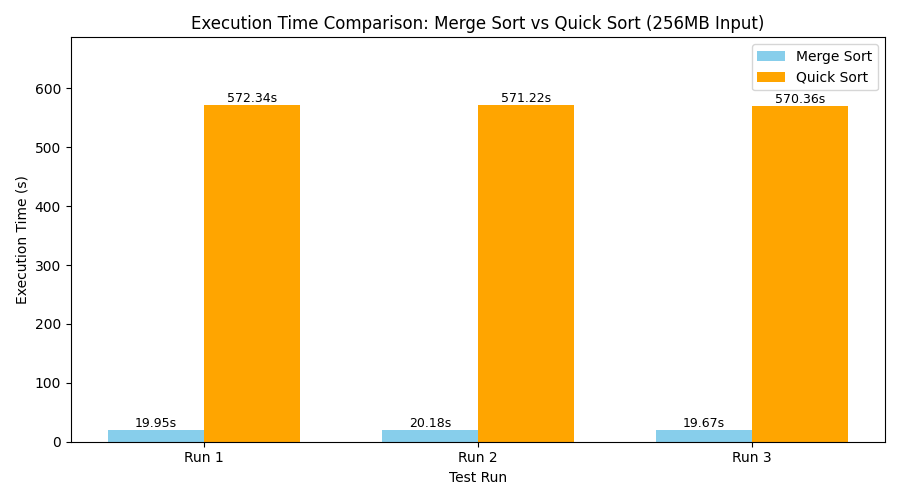 Execution Time Comparison: Merge Sort vs Quick Sort (256MB Input)
Merge Sort
Quick Sort
600
500
400
300
200
100
0
Execution Time (s)
572.34s
571.22s
570.36s
19.95s
20.18s
19.67s
Run 1
Run 2
Run 3
Test Run